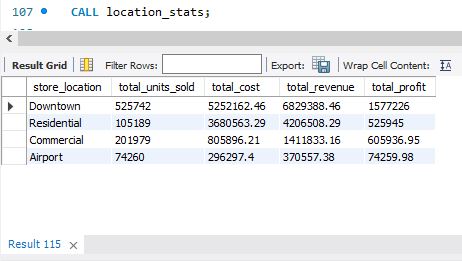 107 CALL location_stats;
Result Grid Filter Rows: Export: Wrap Cell Content: IA
store_location total_units_sold total_cost total_revenue total_profit
Downtown 525742 5252162.46 6829388.46 1577226
Residential 105189 3680563.29 4206508.29 525945
Commercial 201979 805896.21 1411833.16 605936.95
Airport 74260 296297.4 370557.38 74259.98
Result 115